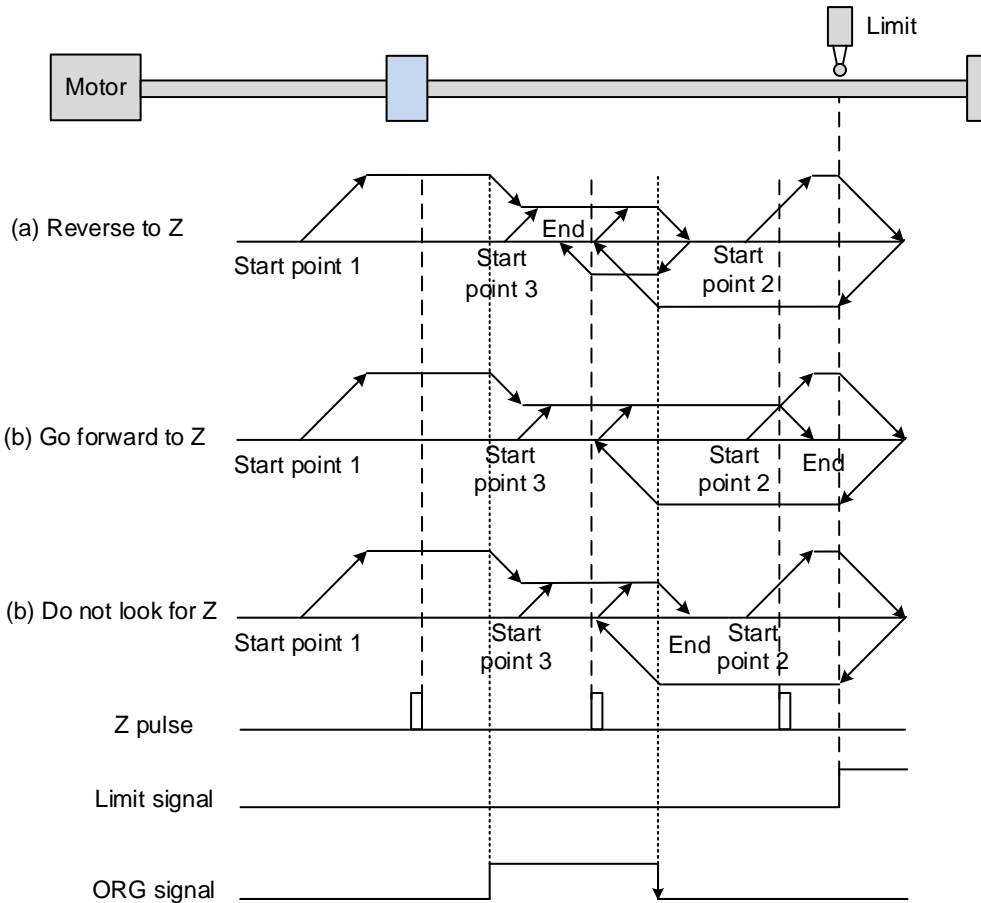 Limit
Motor
(a) Reverse to Z
End
Start point 1
Start
point 3
Start
point 2
(b) Go forward to Z
Start point 1
Start
point 3
Start
point 2
End
(b) Do not look for Z
Start point 1
Start
point 3
End
Start
point 2
Z pulse
Limit signal
ORG signal